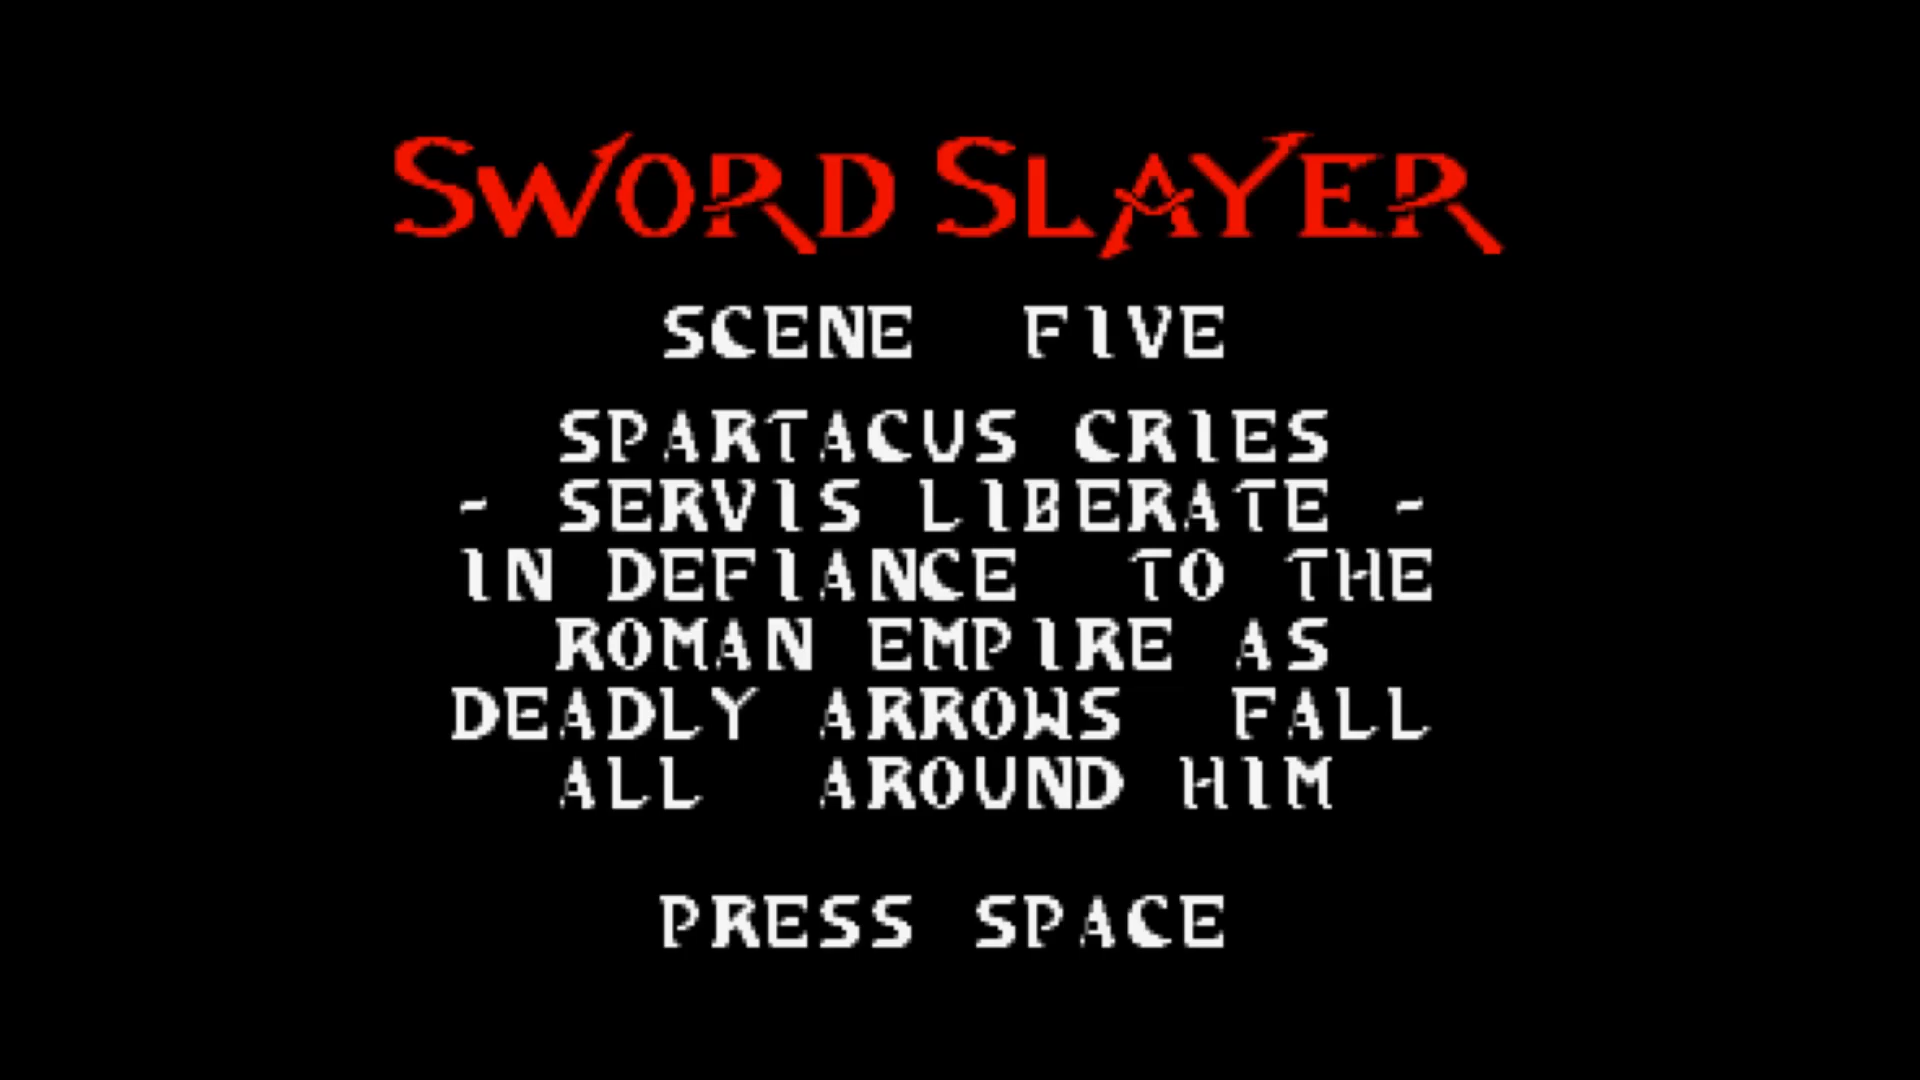 SWORD SLAYER
SCENE FIVE
SPARTACUS CRIES
- SERVIS LIBERATE -
IN DEFIANCE TO THE
ROMAN EMPIRE AS
DEADLY ARROWS FALL
ALL AROUND HIM
PRESS SPACE